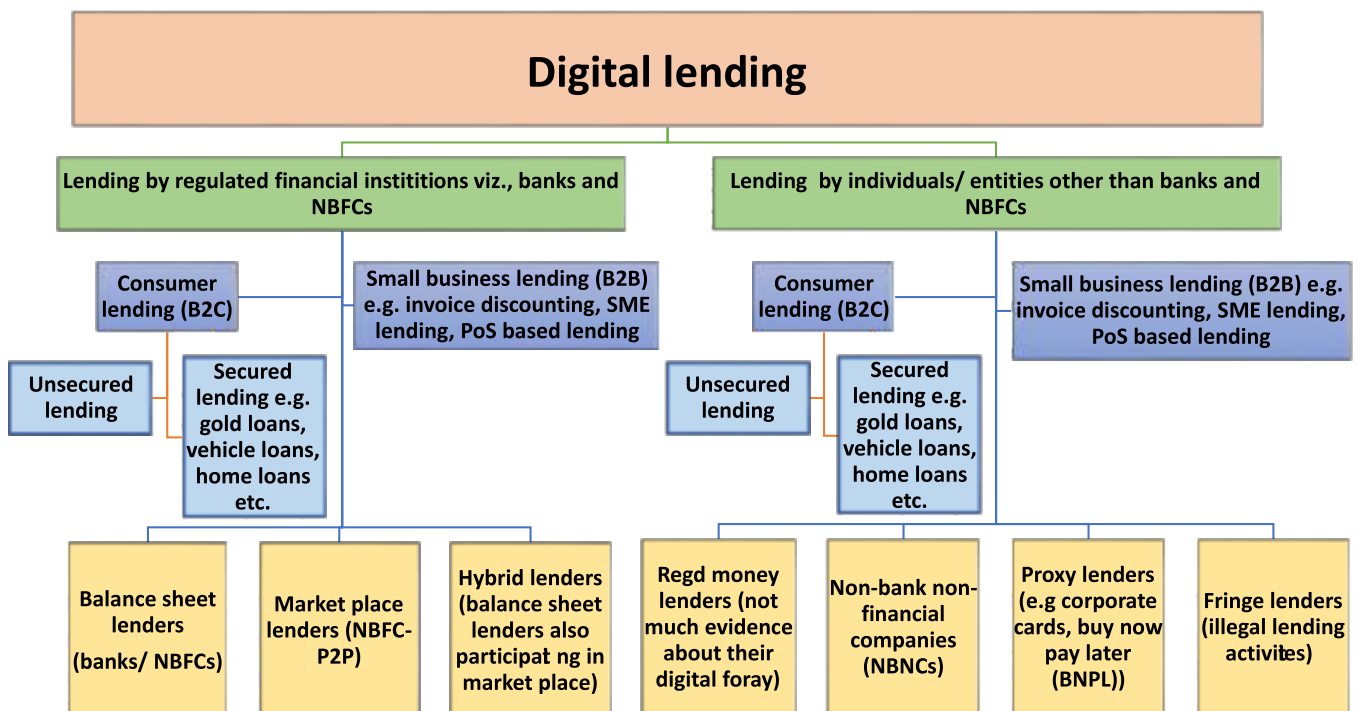 Digital lending
Lending by regulated financial instititions viz., banks and
NBFCs
Lending by individuals/ entities other than banks and
NBFCs
Consumer
lending (B2C)
Small business lending (B2B)
e.g. invoice discounting, SME
lending, PoS based lending
Unsecured
lending
Secured
lending e.g.
gold loans,
vehicle loans,
home loans
etc.
Consumer
lending (B2C)
Small business lending (B2B) e.g.
invoice discounting, SME lending,
PoS based lending
Unsecured
lending
Secured
lending e.g.
gold loans,
vehicle loans,
home loans
etc.
Balance sheet
lenders
(banks/ NBFCs)
Market place
lenders (NBFC-
P2P)
Hybrid lenders
(balance sheet
lenders also
participat ng in
market place)
Regd money
lenders (not
much evidence
about their
digital foray)
Non-bank non-
financial
companies
(NBNCs)
Proxy lenders
(e.g corporate
cards, buy now
pay later
(BNPL))
Fringe lenders
(illegal lending
activites)